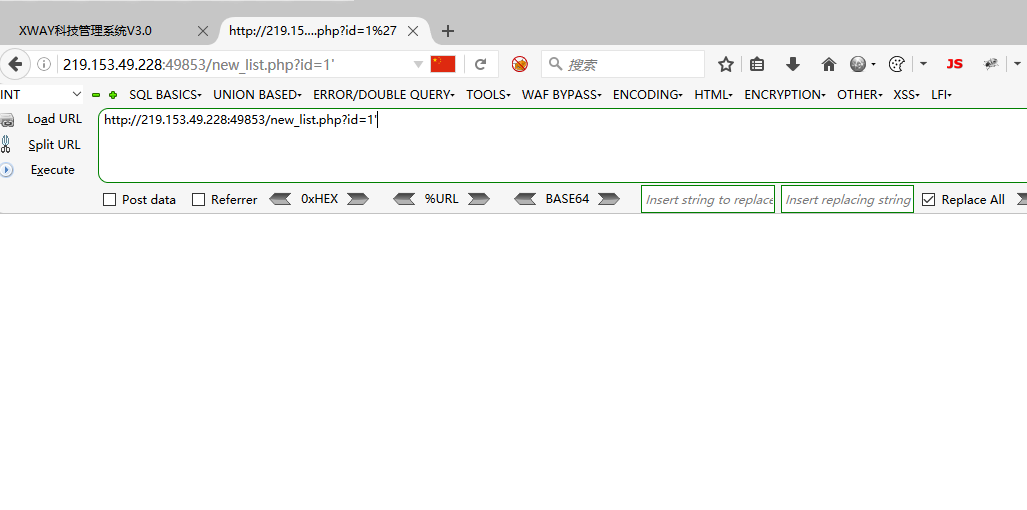 XWAY科技管理系统V3.0
http://219.15....php?id=1%27
219.153.49.228:49853/new_list.php?id=1'
搜索
JS
INT
SQL BASICS UNION BASED ERROR/DOUBLE QUERY TOOLS WAF BYPASS ENCODING HTML ENCRYPTION OTHER XSS LFI
Load URL
http://219.153.49.228:49853/new_list.php?id=1'
Split URL
Execute
Post data Referrer 0xHEX %URL BASE64 Insert string to replace Insert replacing string Replace All